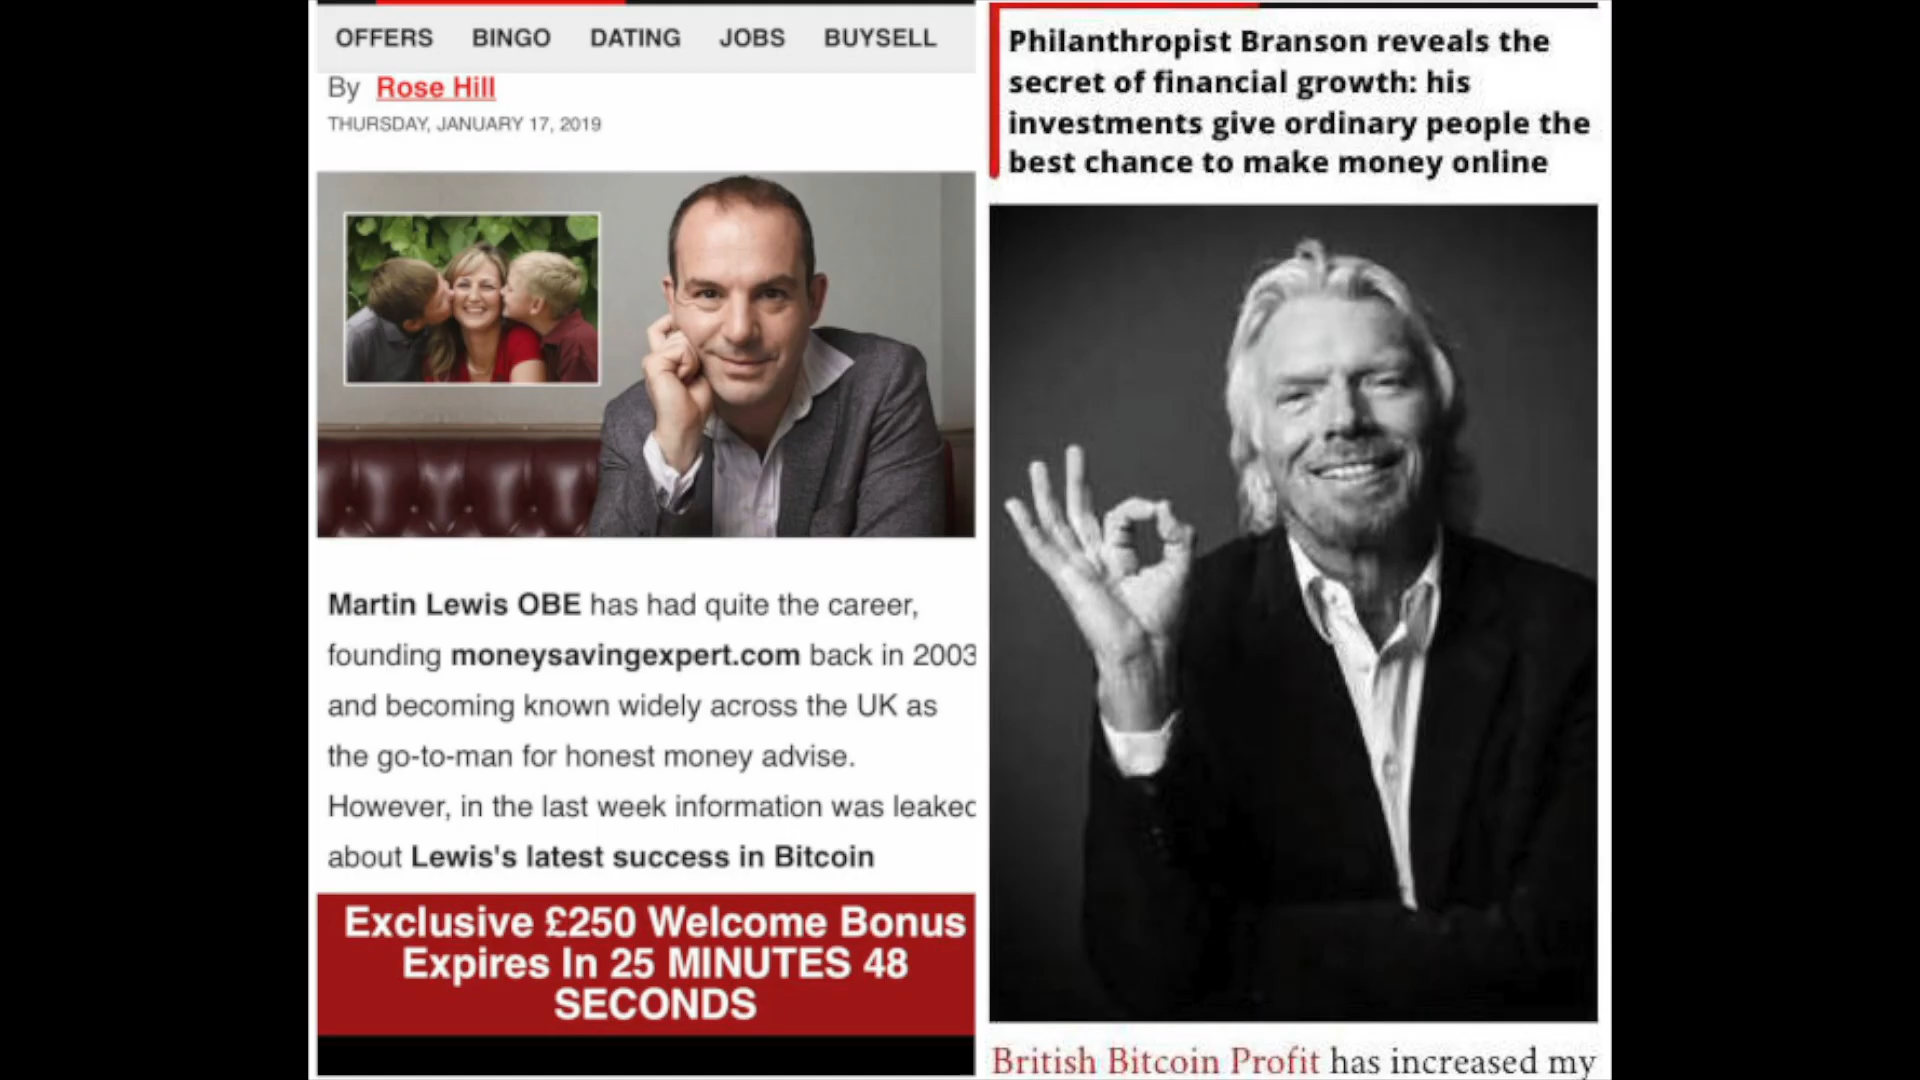 OFFERS BINGO DATING JOBS BUYSELL
By Rose Hill
THURSDAY, JANUARY 17, 2019
Martin Lewis OBE has had quite the career,
founding moneysavingexpert.com back in 2003
and becoming known widely across the UK as
the go-to-man for honest money advise.
However, in the last week information was leaked
about Lewis's latest success in Bitcoin
Exclusive £250 Welcome Bonus
Expires In 25 MINUTES 48
SECONDS
Philanthropist Branson reveals the
secret of financial growth: his
investments give ordinary people the
best chance to make money online
British Bitcoin Profit has increased my